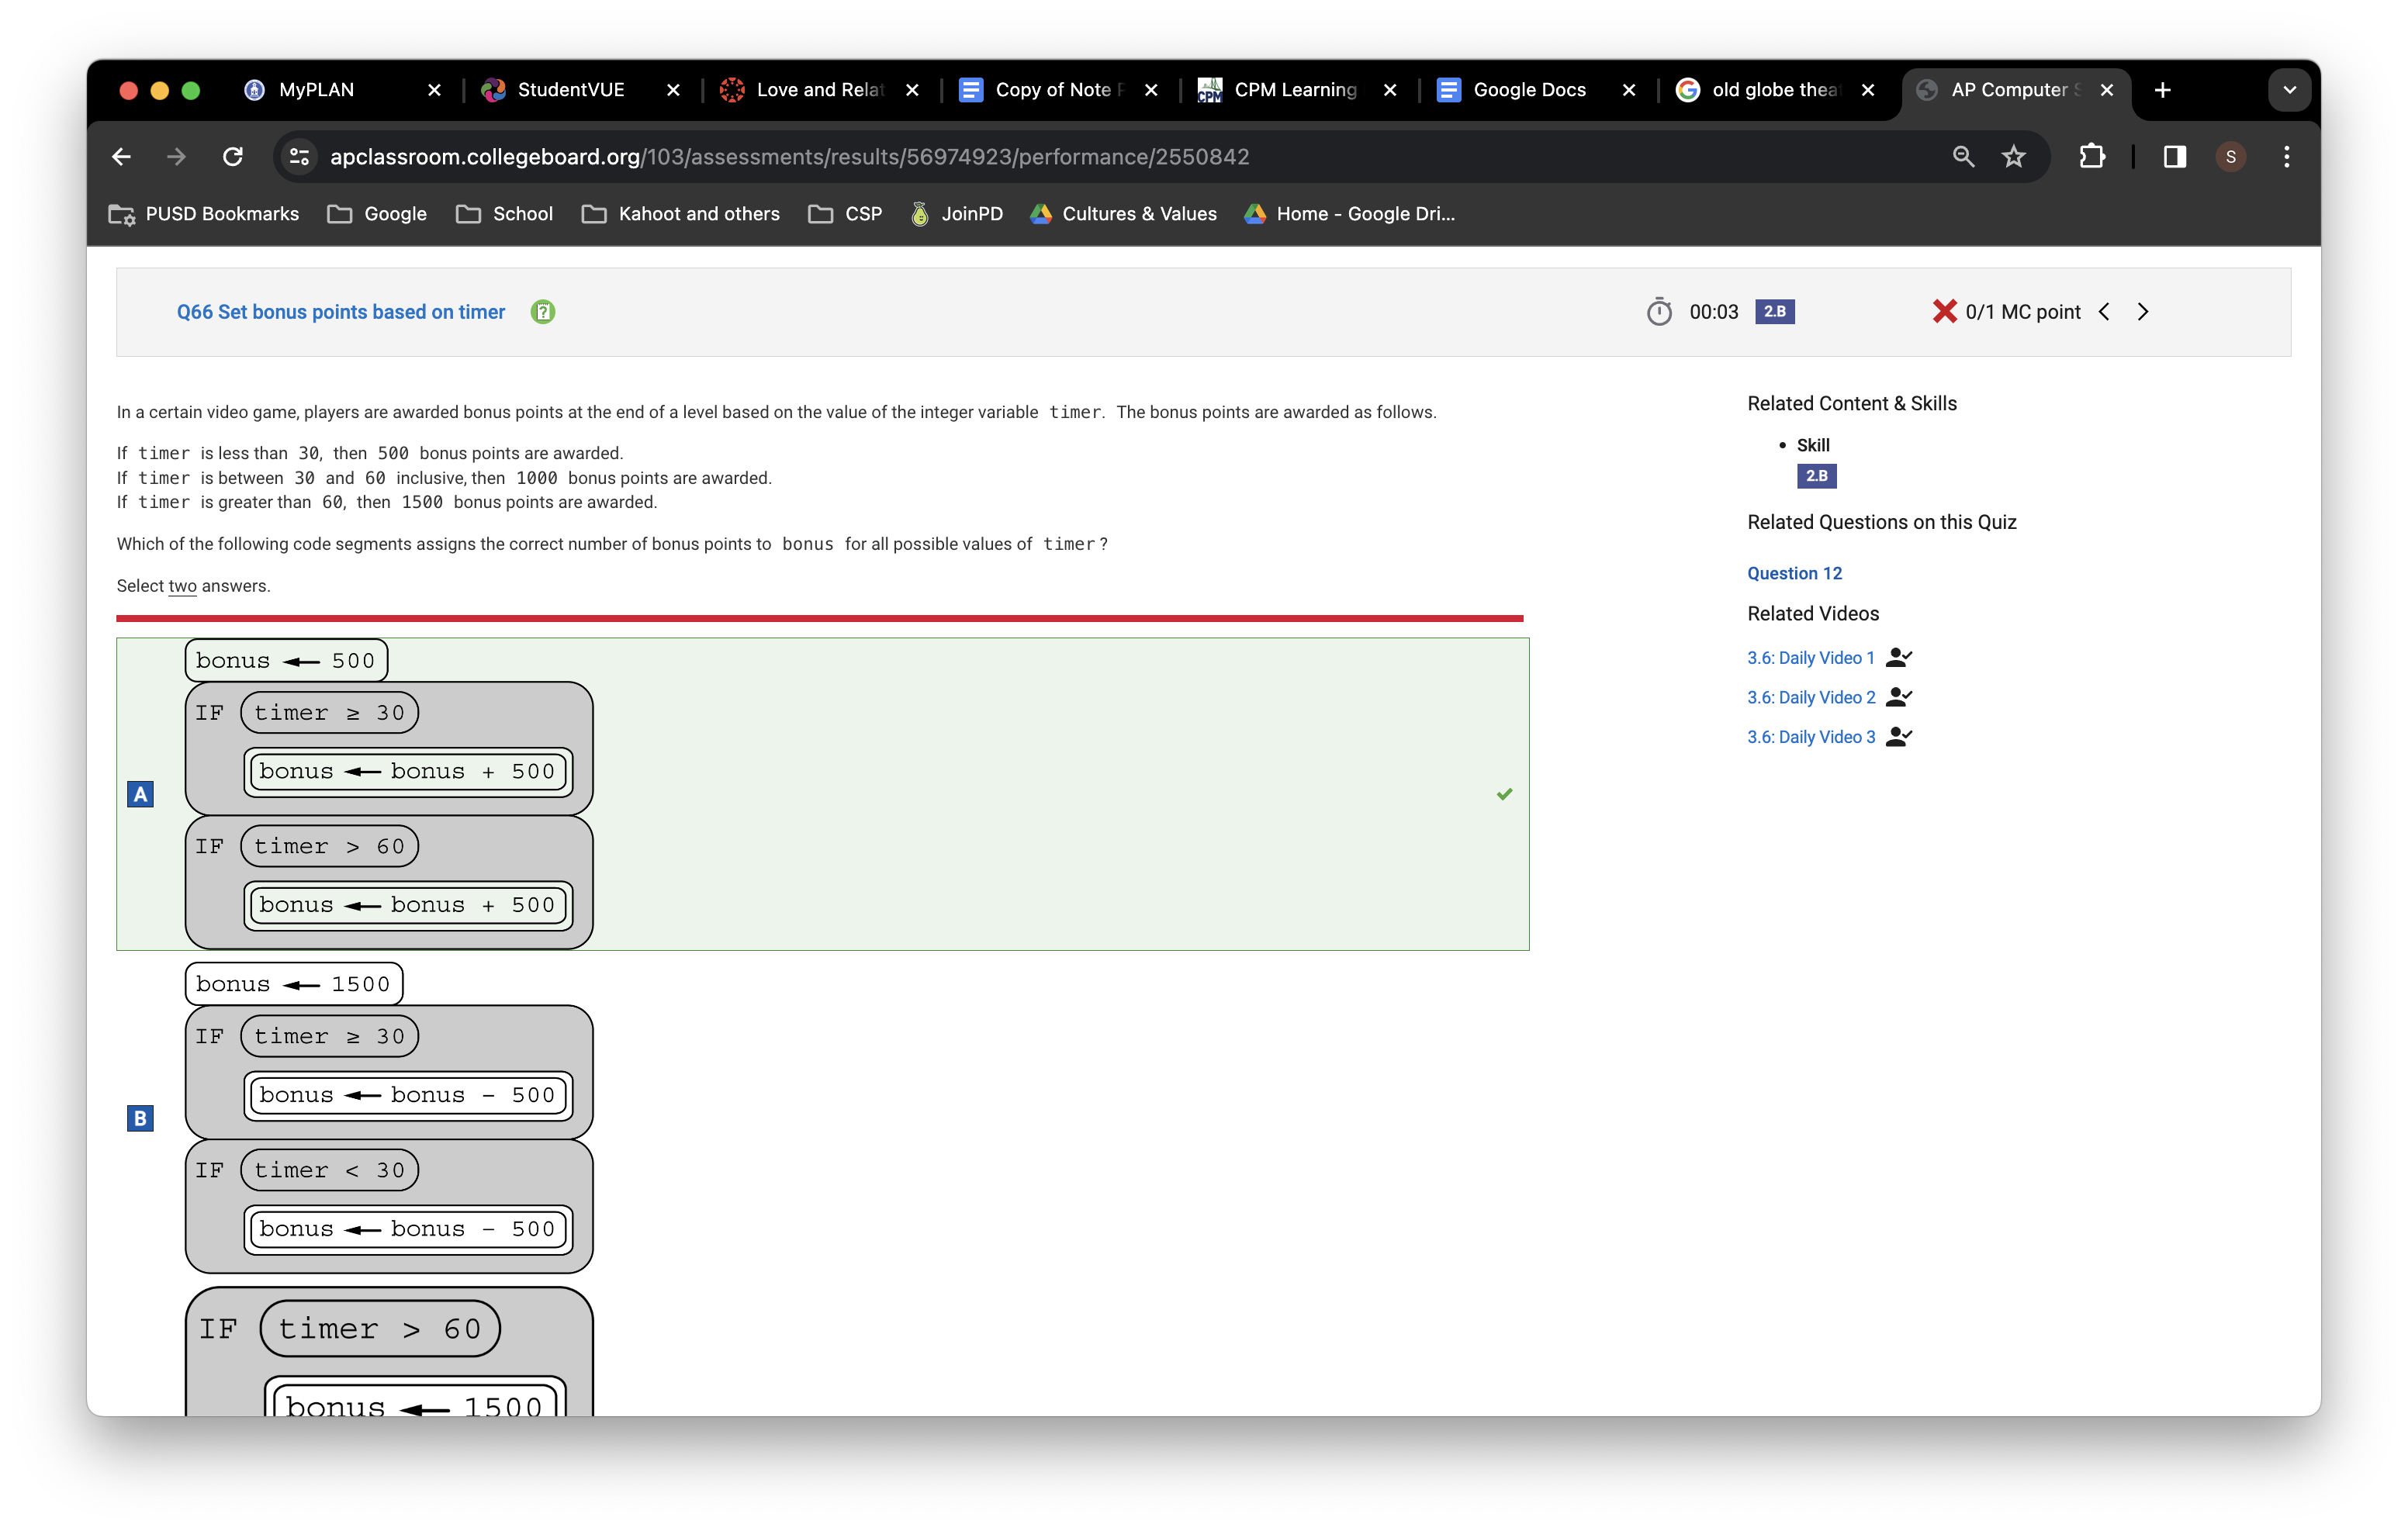 MyPLAN
StudentVUE
Love and Relat
Copy of Note
CPM Learning
Google Docs
old globe thea
AP Computer
apclassroom.collegeboard.org/103/assessments/results/56974923/performance/2550842
S
PUSD Bookmarks
Google
School
Kahoot and others
CSP
JoinPD
Cultures & Values
Home - Google Dri...
Q66 Set bonus points based on timer
00:03
2.B
0/1 MC point
In a certain video game, players are awarded bonus points at the end of a level based on the value of the integer variable timer. The bonus points are awarded as follows.
If timer is less than 30, then 500 bonus points are awarded.
If timer is between 30 and 60 inclusive, then 1000 bonus points are awarded.
If timer is greater than 60, then 1500 bonus points are awarded.
Which of the following code segments assigns the correct number of bonus points to bonus for all possible values of timer?
Select two answers.
A
bonus ← 500
IF timer ≥ 30
bonus ← bonus + 500
IF timer > 60
bonus ← bonus + 500
B
bonus ← 1500
IF timer ≥ 30
bonus ← bonus - 500
IF timer < 30
bonus ← bonus - 500
IF timer > 60
bonus ← 1500
Related Content & Skills
• Skill
2.B
Related Questions on this Quiz
Question 12
Related Videos
3.6: Daily Video 1
3.6: Daily Video 2
3.6: Daily Video 3